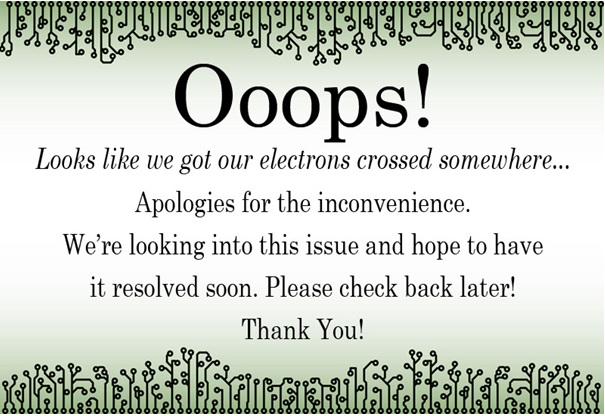 Ooops!
Looks like we got our electrons crossed somewhere...
Apologies for the inconvenience.
We’re looking into this issue and hope to have
it resolved soon. Please check back later!
Thank You!